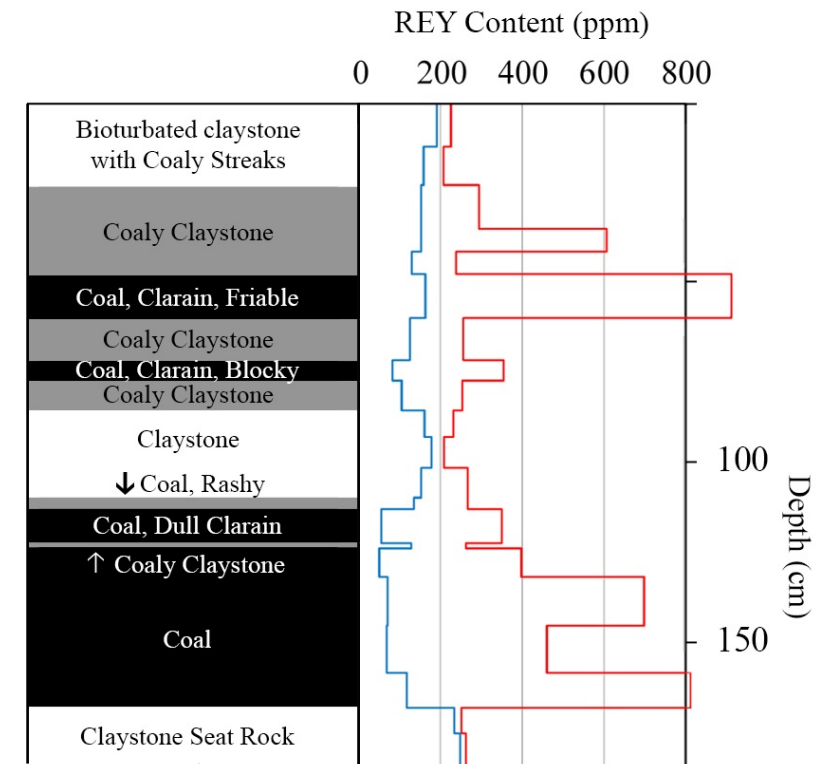 REY Content (ppm)
0 200 400 600 800
Bioturbated claystone
with Coaly Streaks
Coaly Claystone
Coal, Clarain, Friable
Coaly Claystone
Coal, Clarain, Blocky
Coaly Claystone
Claystone
100
↓ Coal, Rashy
Coal, Dull Clarain
↑ Coaly Claystone
Depth (cm)
Coal
150
Claystone Seat Rock